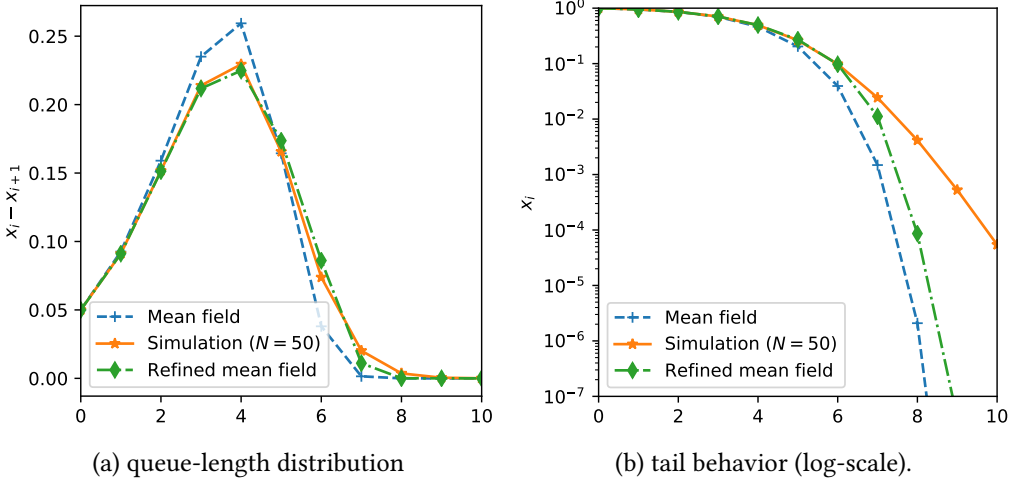 0.25
0.20
0.15
0.10
0.05
0.00
x_i − x_{i+1}
Mean field
Simulation (N = 50)
Refined mean field
0 2 4 6 8 10
(a) queue-length distribution
10^0
10^−1
10^−2
10^−3
10^−4
10^−5
10^−6
10^−7
x_i
Mean field
Simulation (N = 50)
Refined mean field
0 2 4 6 8 10
(b) tail behavior (log-scale).